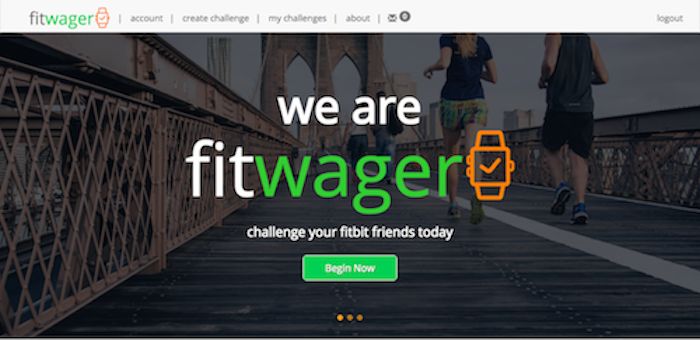 fitwager | account | create challenge | my challenges | about | 0 logout
we are
fitwager
challenge your fitbit friends today
Begin Now